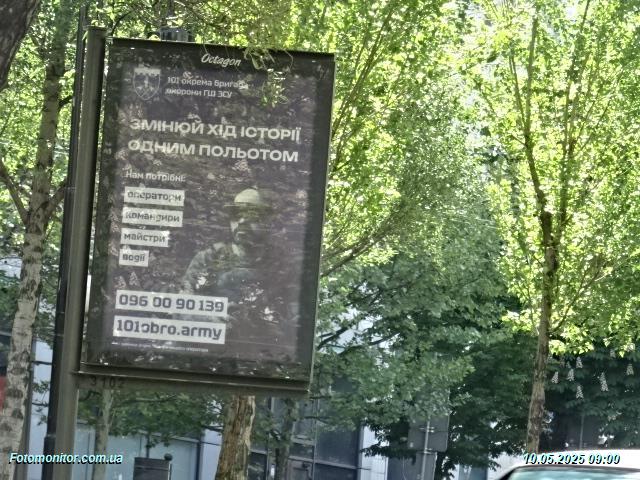 Octagon
101 окрема бригада
охорони ГШ ЗСУ
ЗМІНЮЙ ХІД ІСТОРІЇ
ОДНИМ ПОЛЬОТОМ
Нам потрібні:
оператори
командири
майстри
водії
096 00 90 139
101obro.army
3102
Fotomonitor.com.ua
10.05.2025 09:00